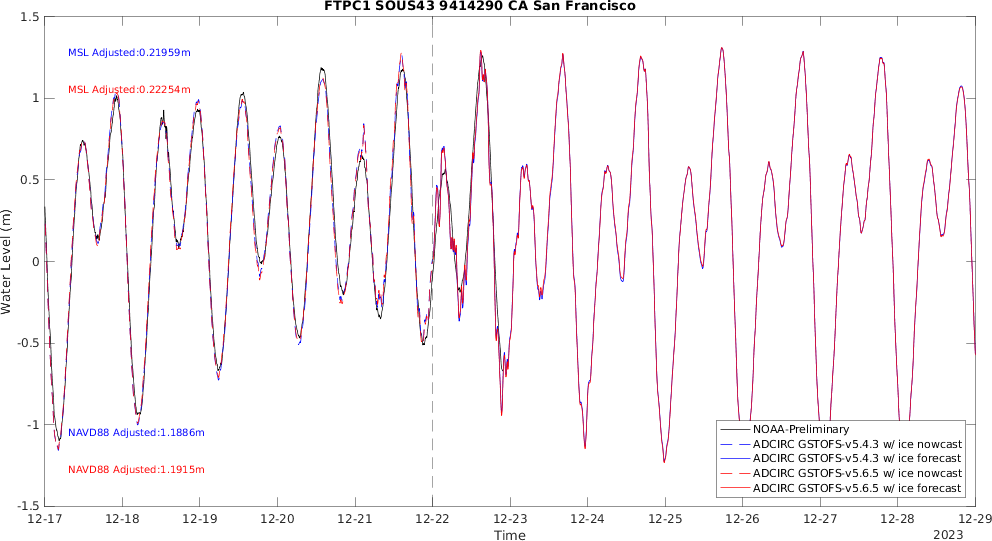 FTPC1 SOUS43 9414290 CA San Francisco
1.5
1
0.5
0
-0.5
-1
-1.5
Water Level (m)
MSL Adjusted:0.21959m
MSL Adjusted:0.22254m
NAVD88 Adjusted:1.1886m
NAVD88 Adjusted:1.1915m
NOAA-Preliminary
ADCIRC GSTOFS-v5.4.3 w/ ice nowcast
ADCIRC GSTOFS-v5.4.3 w/ ice forecast
ADCIRC GSTOFS-v5.6.5 w/ ice nowcast
ADCIRC GSTOFS-v5.6.5 w/ ice forecast
12-17 12-18 12-19 12-20 12-21 12-22 12-23 12-24 12-25 12-26 12-27 12-28 12-29
Time
2023